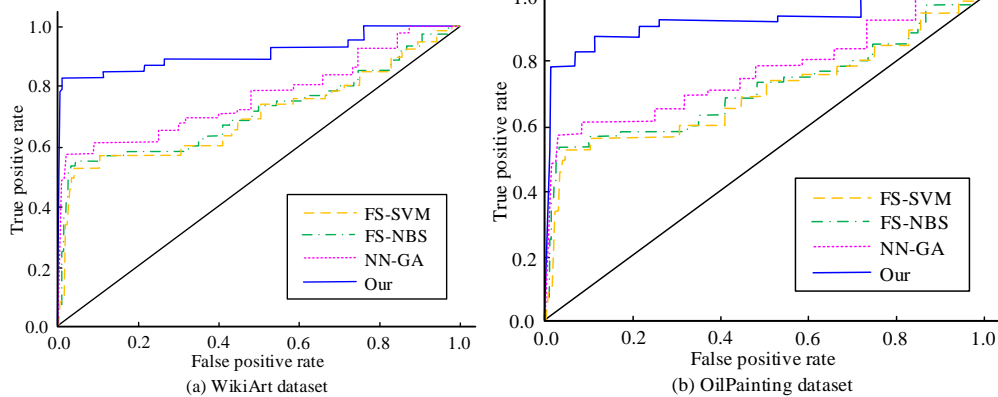 1.0
0.8
0.6
0.4
0.2
0.0
True positive rate
FS-SVM
FS-NBS
NN-GA
Our
0.0 0.2 0.4 0.6 0.8 1.0
False positive rate
(a) WikiArt dataset
1.0
0.8
0.6
0.4
0.2
0.0
True positive rate
FS-SVM
FS-NBS
NN-GA
Our
0.0 0.2 0.4 0.6 0.8 1.0
False positive rate
(b) OilPainting dataset